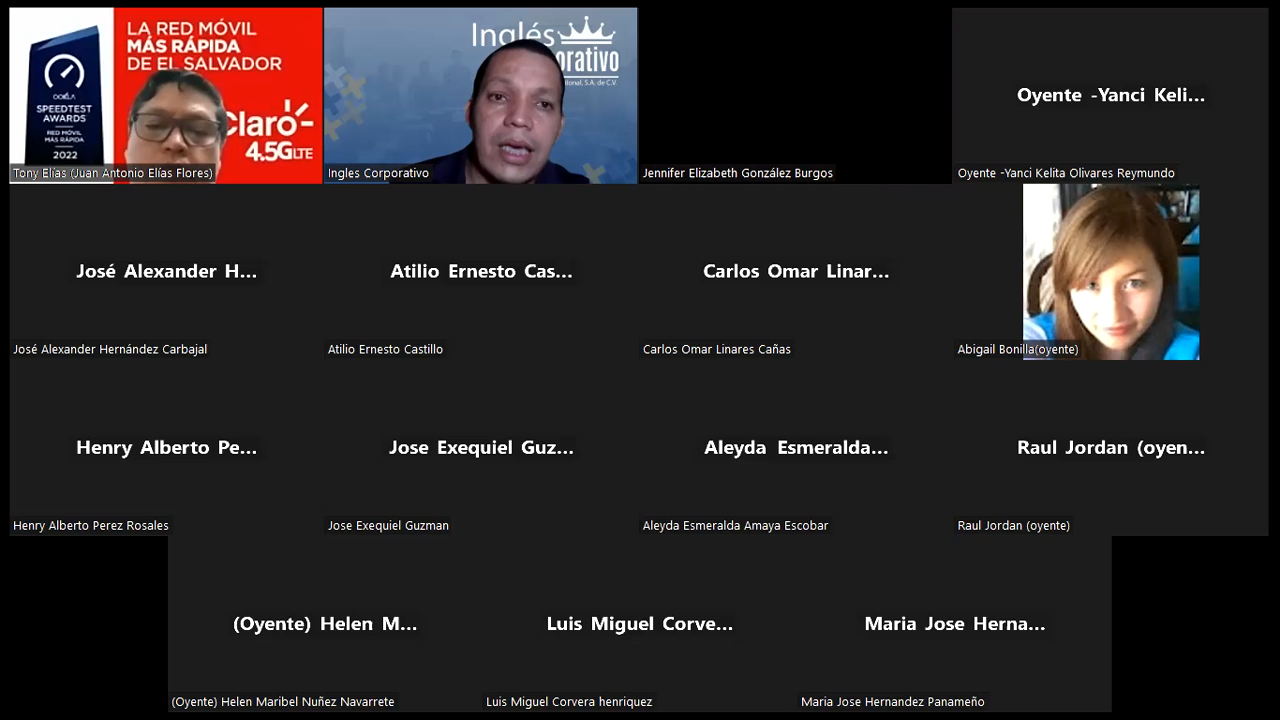 LA RED MÓVIL
MÁS RÁPIDA
DE EL SALVADOR
OOKLA
SPEEDTEST
AWARDS
RED MÓVIL
MÁS RÁPIDA
2022
Claro
4.5G LTE
Tony Elías (Juan Antonio Elías Flores)
Inglés
Ingles Corporativo
Jennifer Elizabeth González Burgos
Oyente -Yanci Keli...
Oyente -Yanci Kelita Olivares Reymundo
José Alexander H...
José Alexander Hernández Carbajal
Atilio Ernesto Cas...
Atilio Ernesto Castillo
Carlos Omar Linar...
Carlos Omar Linares Cañas
Abigail Bonilla(oyente)
Henry Alberto Pe...
Henry Alberto Perez Rosales
Jose Exequiel Guz...
Jose Exequiel Guzman
Aleyda Esmeralda...
Aleyda Esmeralda Amaya Escobar
Raul Jordan (oyen...
Raul Jordan (oyente)
(Oyente) Helen M...
(Oyente) Helen Maribel Nuñez Navarrete
Luis Miguel Corve...
Luis Miguel Corvera henriquez
Maria Jose Herna...
Maria Jose Hernandez Panameño